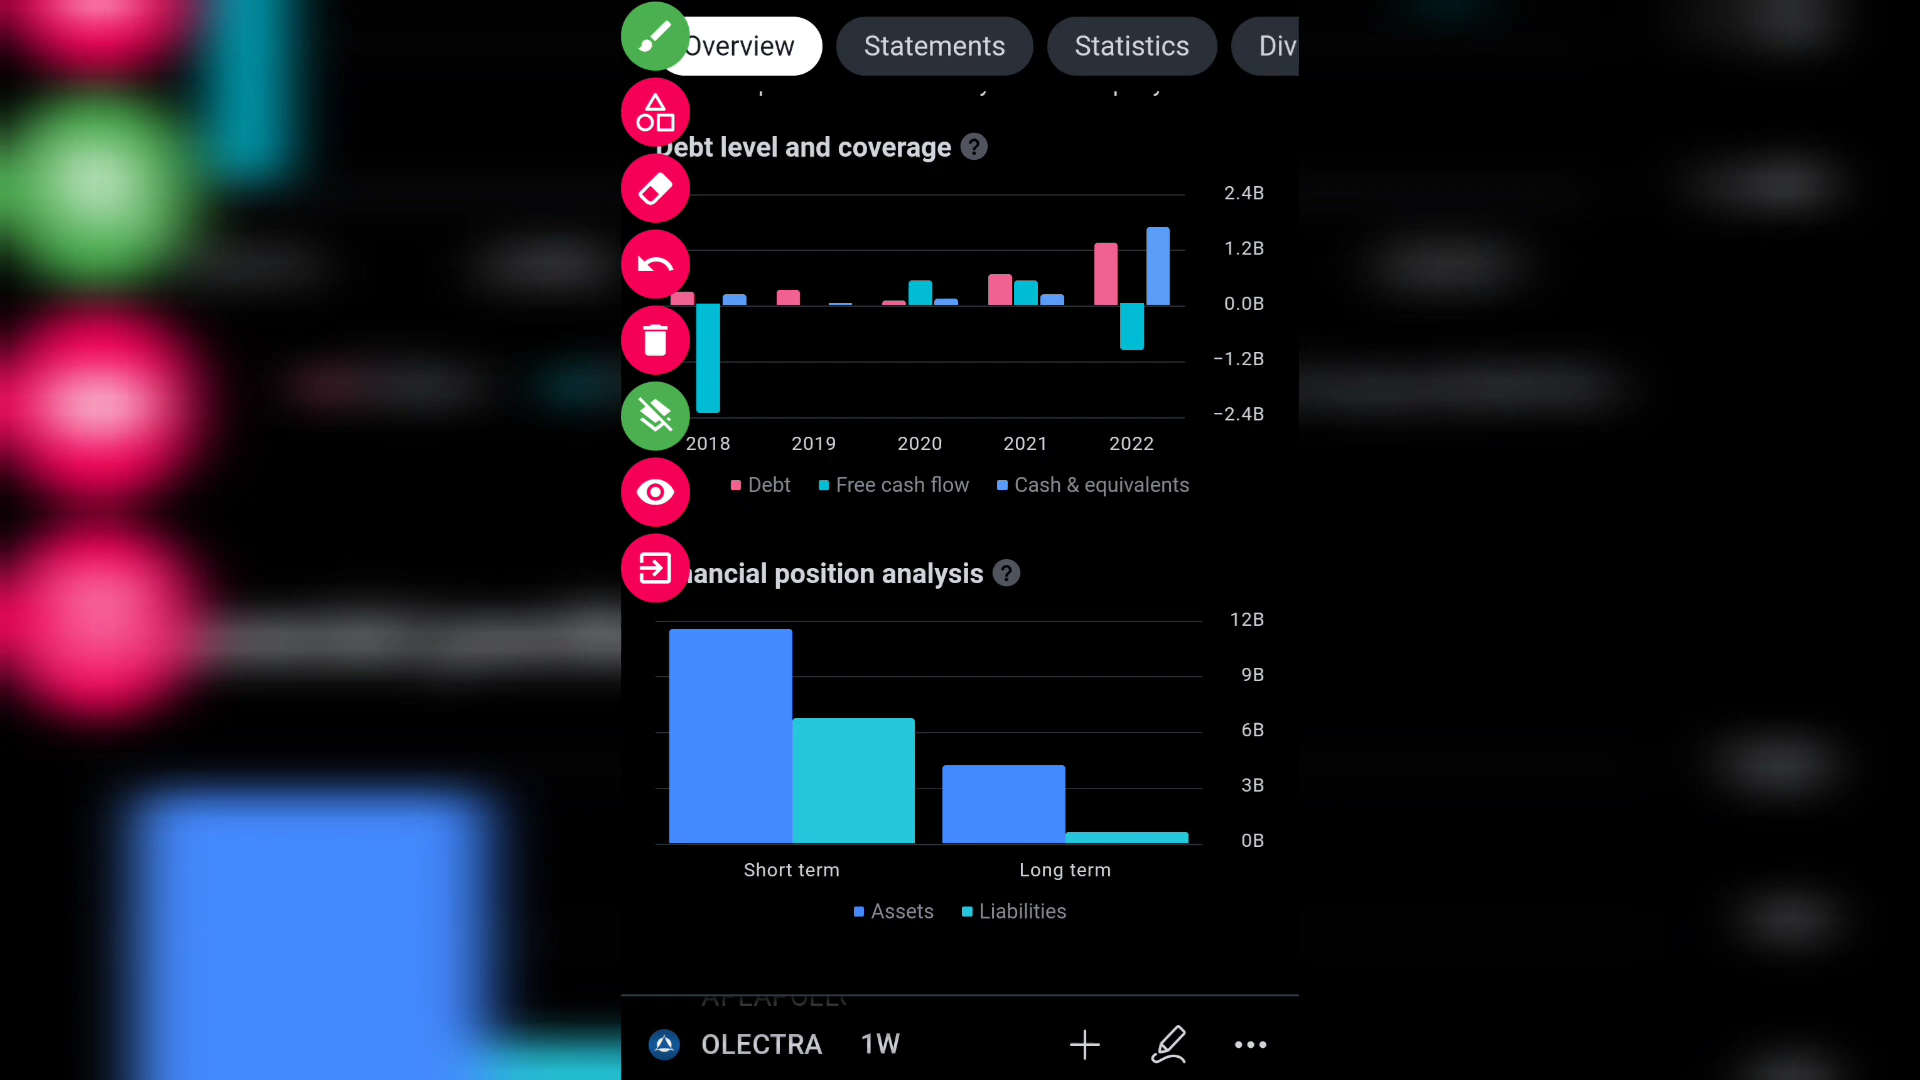 Overview Statements Statistics Div
Debt level and coverage ?
2.4B
1.2B
0.0B
−1.2B
−2.4B
2018 2019 2020 2021 2022
Debt Free cash flow Cash & equivalents
ancial position analysis ?
12B
9B
6B
3B
0B
Short term Long term
Assets Liabilities
OLECTRA 1W